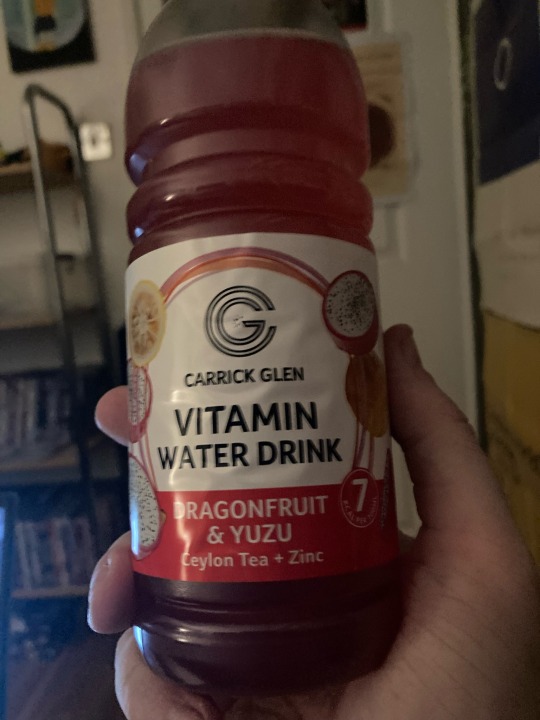 CARRICK GLEN
VITAMIN
WATER DRINK
DRAGONFRUIT
& YUZU
Ceylon Tea + Zinc
7